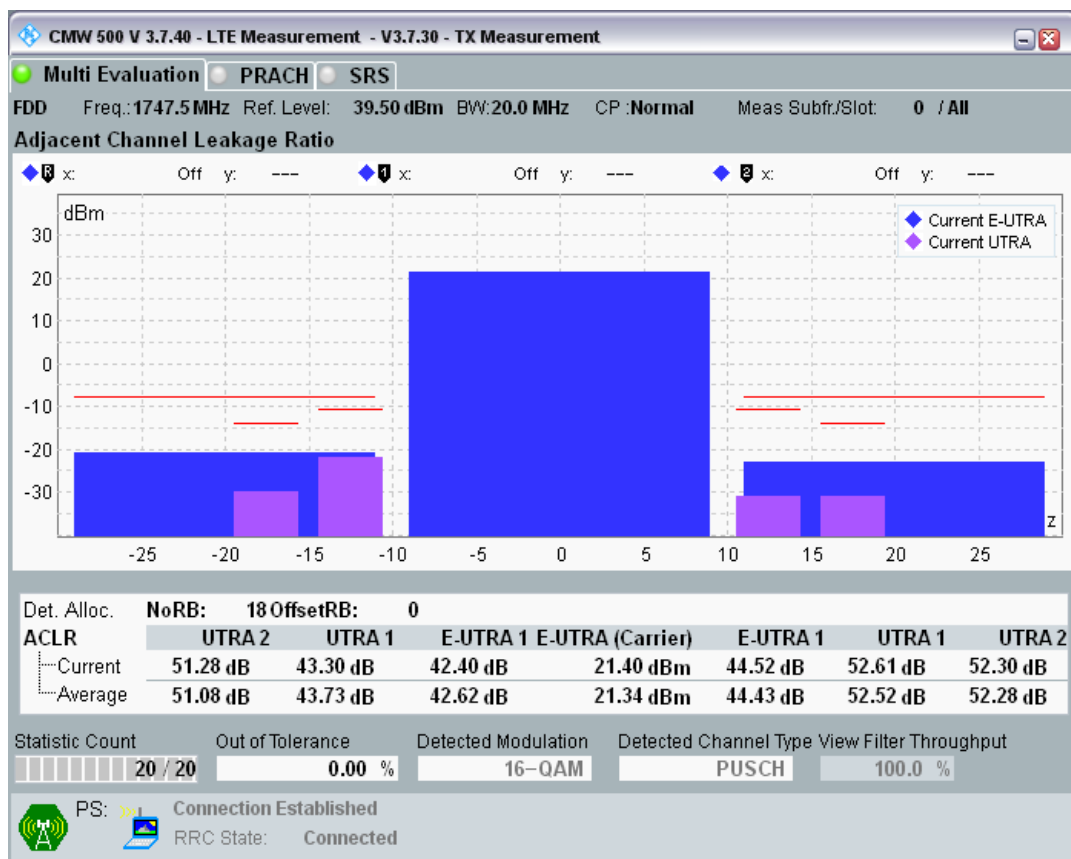 CMW 500 V 3.7.40 - LTE Measurement - V3.7.30 - TX Measurement
Multi Evaluation PRACH SRS
FDD Freq.: 1747.5 MHz Ref. Level: 39.50 dBm BW: 20.0 MHz CP :Normal Meas Subfr./Slot: 0 / All
Adjacent Channel Leakage Ratio
R x: Off y: --- 1 x: Off y: --- 2 x: Off y: ---
dBm
Current E-UTRA
Current UTRA
30
20
10
0
-10
-20
-30
z
-25 -20 -15 -10 -5 0 5 10 15 20 25
Det. Alloc. NoRB: 18 OffsetRB: 0
ACLR UTRA 2 UTRA 1 E-UTRA 1 E-UTRA (Carrier) E-UTRA 1 UTRA 1 UTRA 2
Current 51.28 dB 43.30 dB 42.40 dB 21.40 dBm 44.52 dB 52.61 dB 52.30 dB
Average 51.08 dB 43.73 dB 42.62 dB 21.34 dBm 44.43 dB 52.52 dB 52.28 dB
Statistic Count Out of Tolerance Detected Modulation Detected Channel Type View Filter Throughput
20 / 20 0.00 % 16-QAM PUSCH 100.0 %
PS: Connection Established
RRC State: Connected